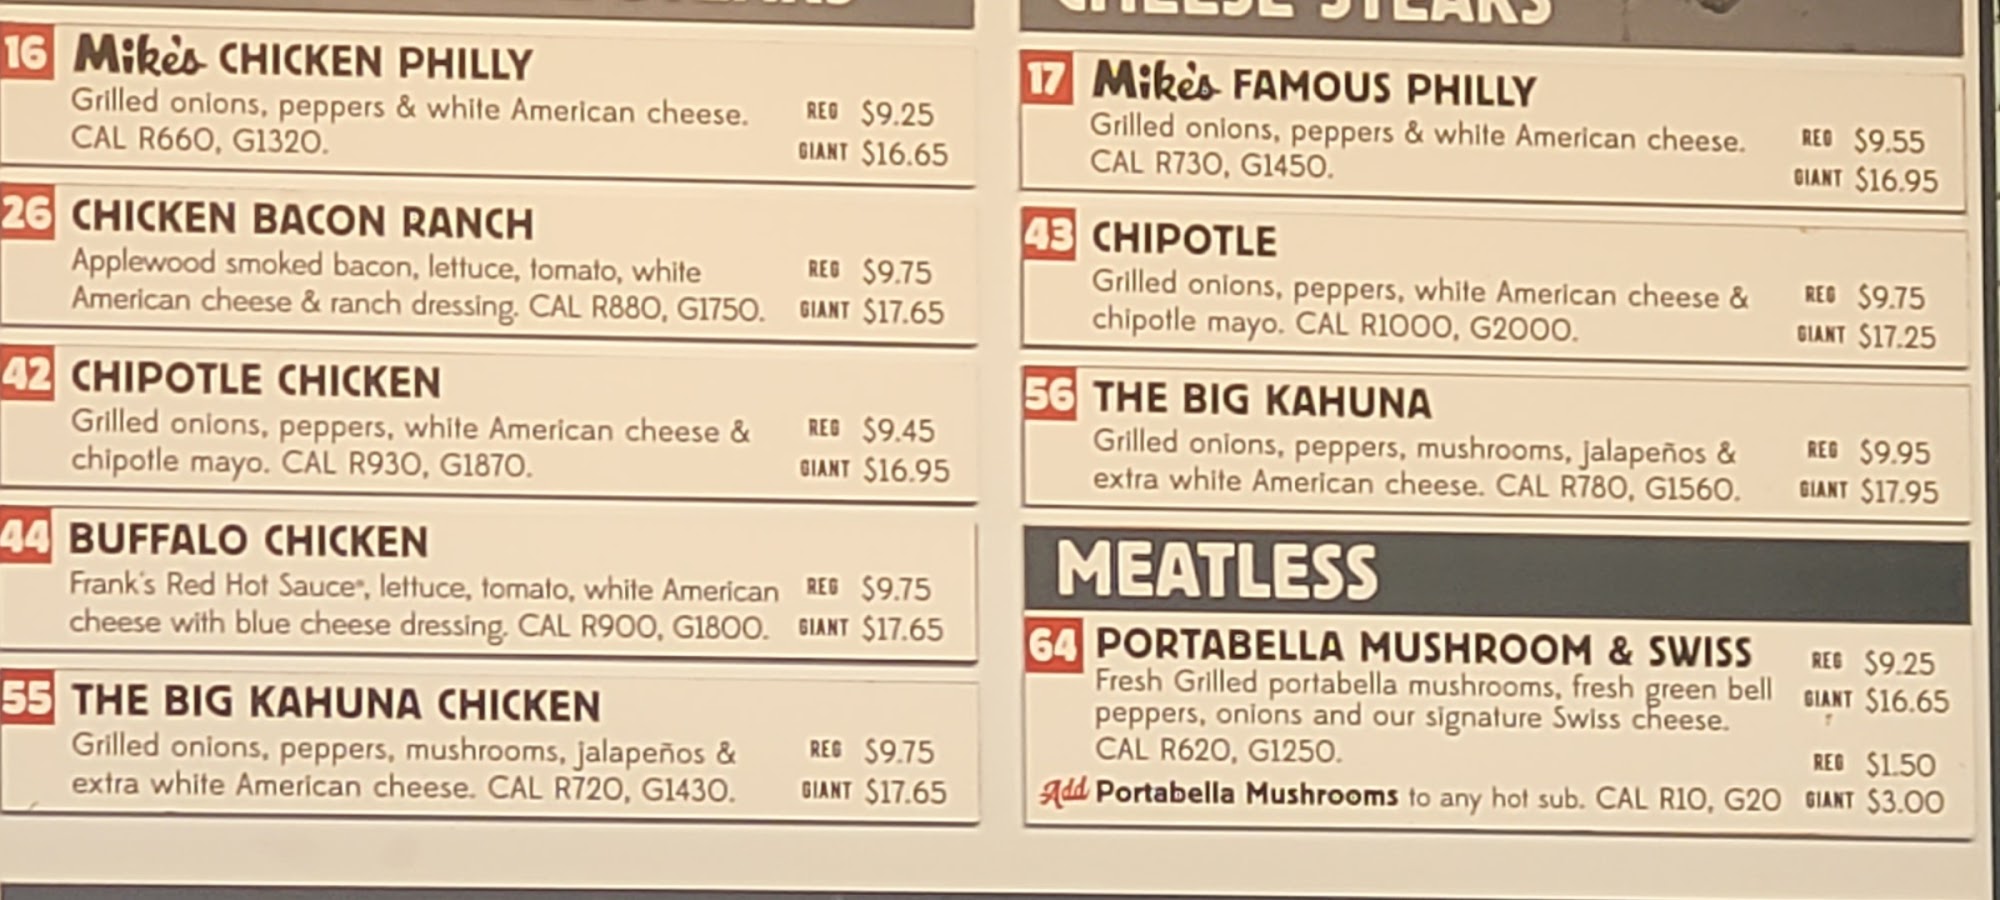 16 Mike's CHICKEN PHILLY
Grilled onions, peppers & white American cheese.
REG $9.25
CAL R660, G1320.
GIANT $16.65
26 CHICKEN BACON RANCH
Applewood smoked bacon, lettuce, tomato, white
REG $9.75
American cheese & ranch dressing. CAL R880, G1750.
GIANT $17.65
42 CHIPOTLE CHICKEN
Grilled onions, peppers, white American cheese &
REG $9.45
chipotle mayo. CAL R930, G1870.
GIANT $16.95
44 BUFFALO CHICKEN
Frank's Red Hot Sauce®, lettuce, tomato, white American
REG $9.75
cheese with blue cheese dressing. CAL R900, G1800.
GIANT $17.65
55 THE BIG KAHUNA CHICKEN
Grilled onions, peppers, mushrooms, jalapeños &
REG $9.75
extra white American cheese. CAL R720, G1430.
GIANT $17.65
CHEESE STEAKS
17 Mike's FAMOUS PHILLY
Grilled onions, peppers & white American cheese.
REG $9.55
CAL R730, G1450.
GIANT $16.95
43 CHIPOTLE
Grilled onions, peppers, white American cheese &
REG $9.75
chipotle mayo. CAL R1000, G2000.
GIANT $17.25
56 THE BIG KAHUNA
Grilled onions, peppers, mushrooms, jalapeños &
REG $9.95
extra white American cheese. CAL R780, G1560.
GIANT $17.95
MEATLESS
64 PORTABELLA MUSHROOM & SWISS
REG $9.25
Fresh Grilled portabella mushrooms, fresh green bell
GIANT $16.65
peppers, onions and our signature Swiss cheese.
CAL R620, G1250.
REG $1.50
Add Portabella Mushrooms to any hot sub. CAL R10, G20
GIANT $3.00